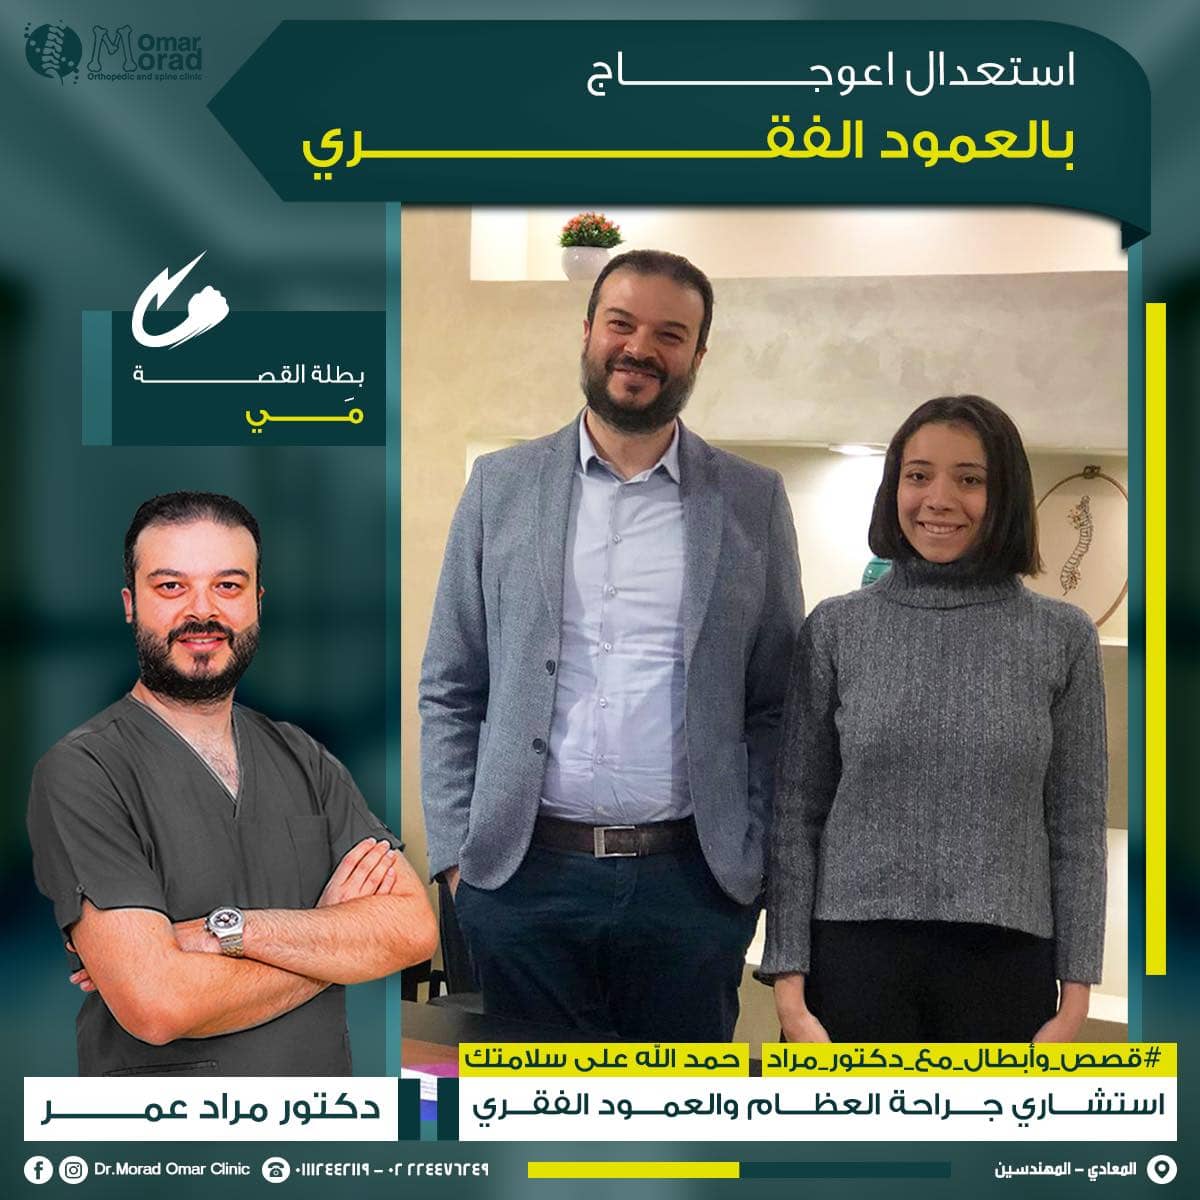 Omar
Morad
Orthopedic and spine clinic
استعدال اعوجاج
بالعمود الفقري
بطلة القصة
مَي
#قصص_وأبطال_مع_دكتور_مراد
حمد الله على سلامتك
استشاري جراحة العظام والعمود الفقري
دكتور مراد عمر
Dr.Morad Omar Clinic
٠١١١٢٤٤٢١١٩ - ٠٢ ٢٢٤٤٧٦٢٤٩
المعادي - المهندسين